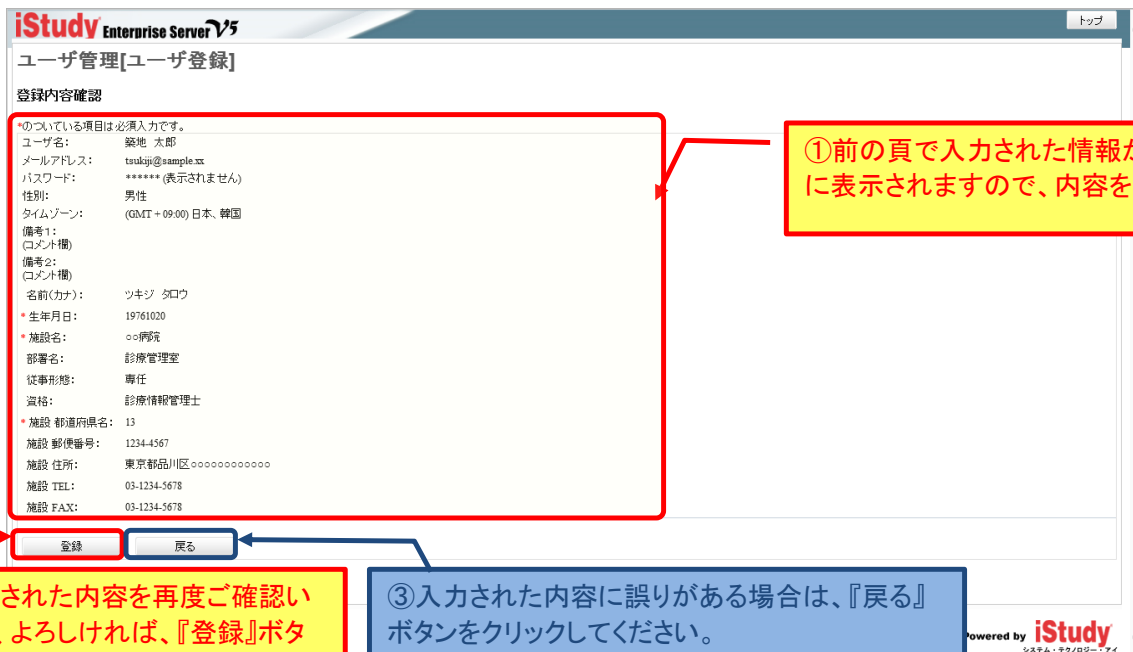 iStudy Enterprise Server V5
トップ
ユーザ管理[ユーザ登録]
登録内容確認
*のついている項目は必須入力です。
ユーザ名: 築地 太郎
メールアドレス: tsukiji@sample.xx
パスワード: ****** (表示されません)
性別: 男性
タイムゾーン: (GMT + 09:00) 日本、韓国
備考1:
(コメント欄)
備考2:
(コメント欄)
名前(カナ): ツキジ タロウ
* 生年月日: 19761020
* 施設名: ○○病院
部署名: 診療管理室
従事形態: 専任
資格: 診療情報管理士
* 施設 都道府県名: 13
施設 郵便番号: 1234-4567
施設 住所: 東京都品川区○○○○○○○○○○○○
施設 TEL: 03-1234-5678
施設 FAX: 03-1234-5678
①前の頁で入力された情報が
に表示されますので、内容を
登録 戻る
された内容を再度ご確認い
、よろしければ、『登録』ボタ
③入力された内容に誤りがある場合は、『戻る』
ボタンをクリックしてください。
Powered by iStudy
システム・テクノロジー・アイ